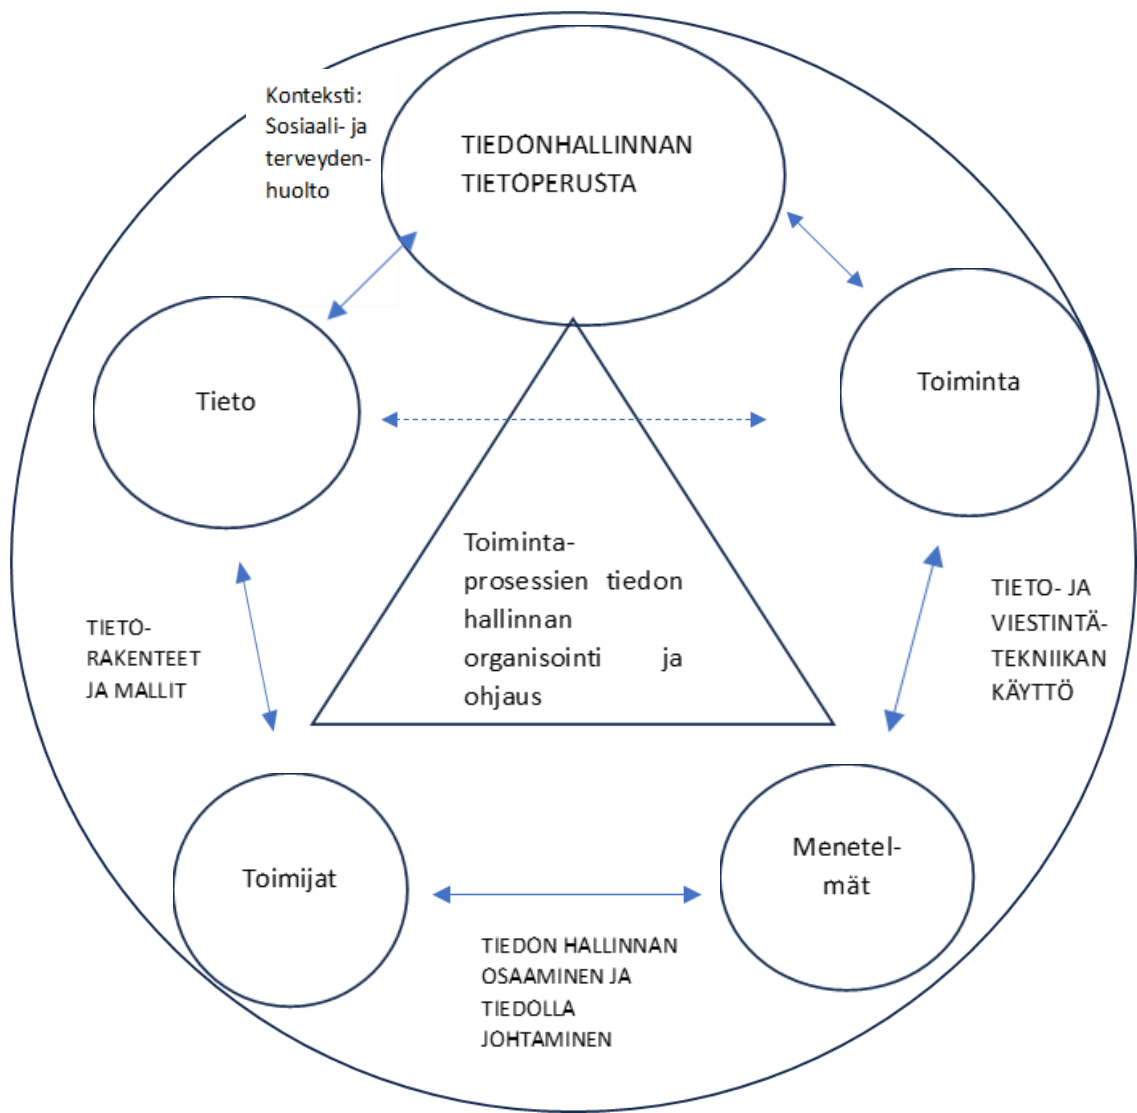 Konteksti:
Sosiaali- ja
terveyden-
huolto
TIEDONHALLINNAN
TIETOPERUSTA
Tieto
Toiminta
Toiminta-
prosessien tiedon
hallinnan
organisointi ja
ohjaus
TIETO-
RAKENTEET
JA MALLIT
TIETO- JA
VIESTINTÄ-
TEKNIIKAN
KÄYTTÖ
Toimijat
Menetel-
mät
TIEDON HALLINNAN
OSAAMINEN JA
TIEDOLLA
JOHTAMINEN